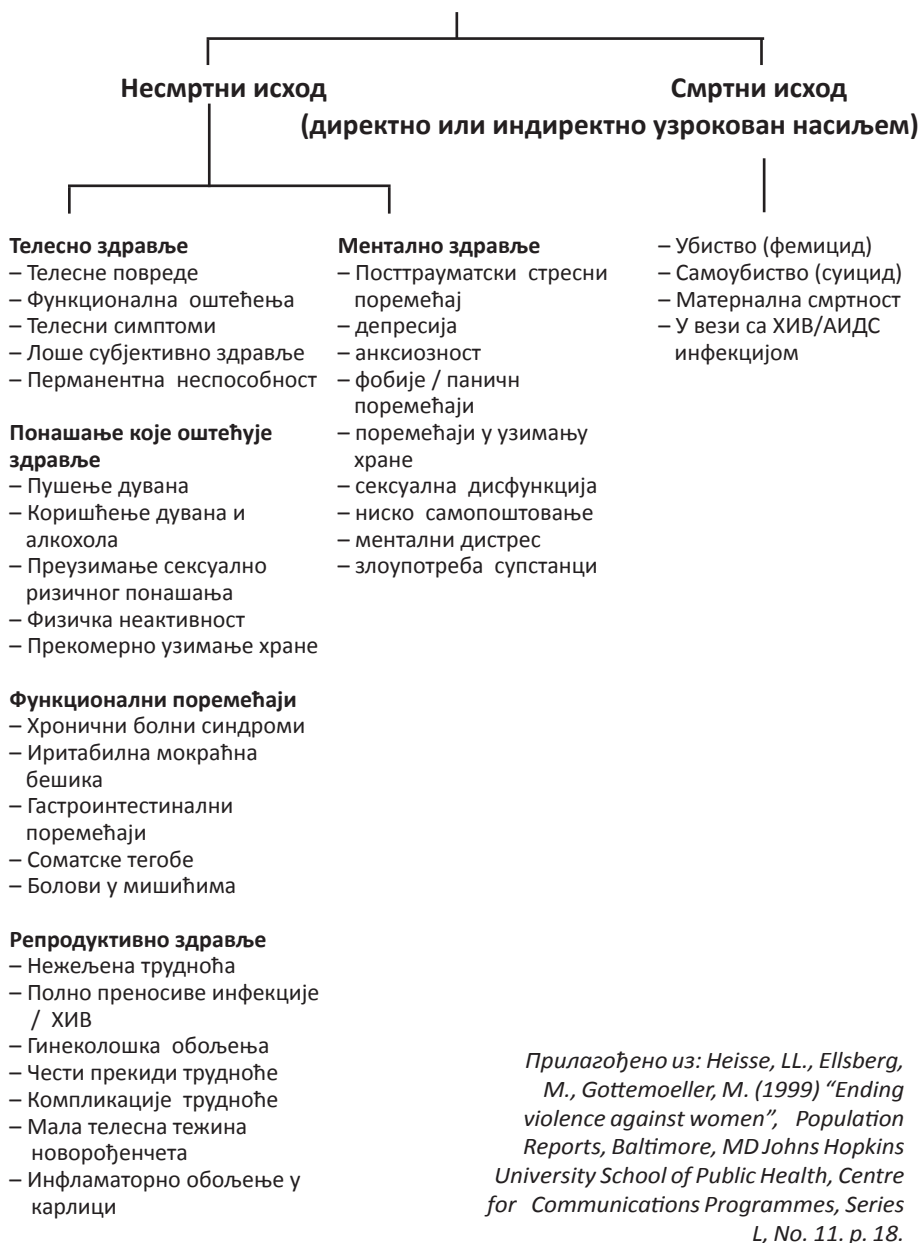 Несмртни исход
Смртни исход
(директно или индиректно узрокован насиљем)
Телесно здравље
– Телесне повреде
– Функционална оштећења
– Телесни симптоми
– Лоше субјективно здравље
– Перманентна неспособност
Понашање које оштећује
здравље
– Пушење дувана
– Коришћење дувана и
алкохола
– Преузимање сексуално
ризичног понашања
– Физичка неактивност
– Прекомерно узимање хране
Функционални поремећаји
– Хронични болни синдроми
– Иритабилна мокраћна
бешика
– Гастроинтестинални
поремећаји
– Соматске тегобе
– Болови у мишићима
Репродуктивно здравље
– Нежељена трудноћа
– Полно преносиве инфекције
/ ХИВ
– Гинеколошка обољења
– Чести прекиди трудноће
– Компликације трудноће
– Мала телесна тежина
новорођенчета
– Инфламаторно обољење у
карлици
Ментално здравље
– Посттрауматски стресни
поремећај
– депресија
– анксиозност
– фобије / паничн
поремећаји
– поремећаји у узимању
хране
– сексуална дисфункција
– ниско самопоштовање
– ментални дистрес
– злоупотреба супстанци
– Убиство (фемицид)
– Самоубиство (суицид)
– Матернална смртност
– У вези са ХИВ/АИДС
инфекцијом
Прилагођено из: Heisse, LL., Ellsberg,
M., Gottemoeller, M. (1999) “Ending
violence against women”, Population
Reports, Baltimore, MD Johns Hopkins
University School of Public Health, Centre
for Communications Programmes, Series
L, No. 11. p. 18.